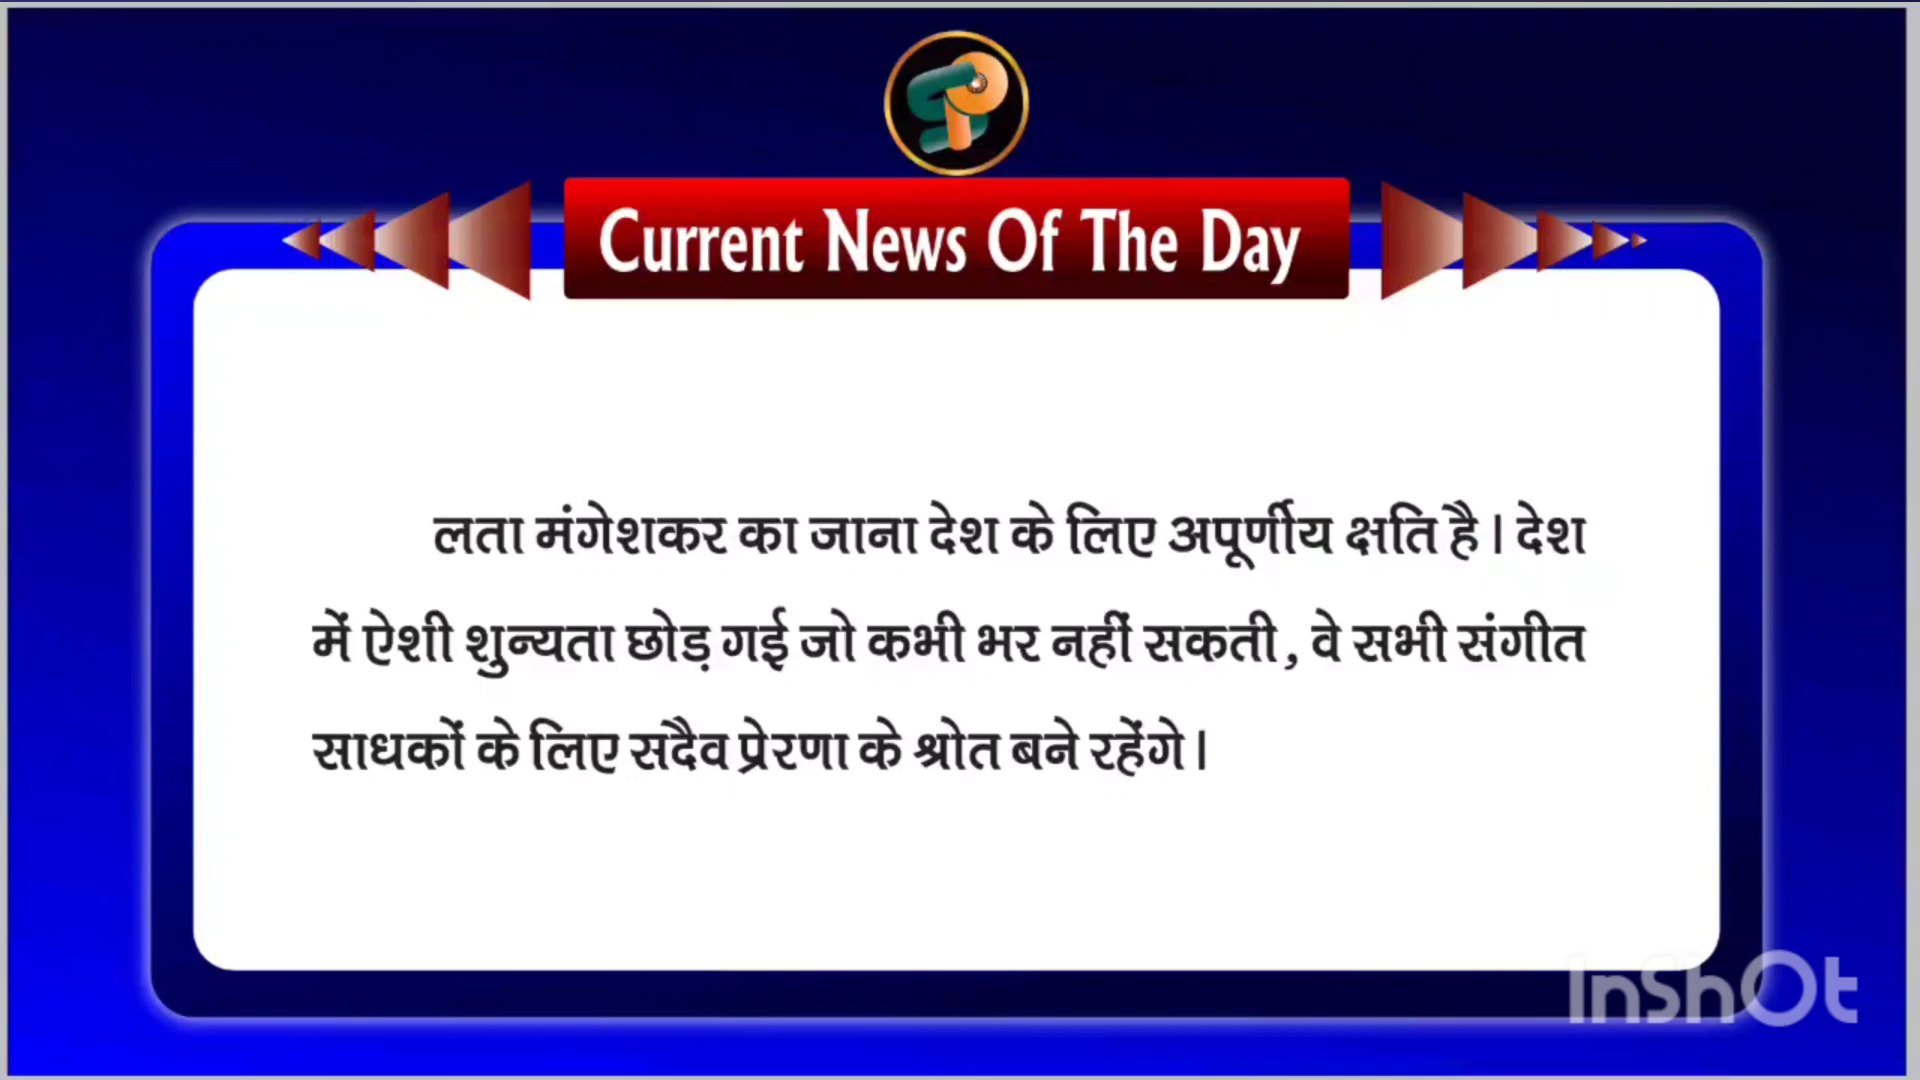 Current News Of The Day
लता मंगेशकर का जाना देश के लिए अपूर्णीय क्षति है । देश
में ऐशी शुन्यता छोड़ गई जो कभी भर नहीं सकती, वे सभी संगीत
साधकों के लिए सदैव प्रेरणा के श्रोत बने रहेंगे ।
InShOt